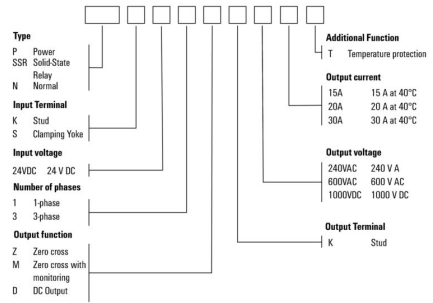 Type
P Power
SSR Solid-State
Relay
N Normal
Input Terminal
K Stud
S Clamping Yoke
Input voltage
24VDC 24 V DC
Number of phases
1 1-phase
3 3-phase
Output function
Z Zero cross
M Zero cross with
monitoring
D DC Output
Additional Function
T Temperature protection
Output current
15A 15 A at 40°C
20A 20 A at 40°C
30A 30 A at 40°C
Output voltage
240VAC 240 V A
600VAC 600 V AC
1000VDC 1000 V DC
Output Terminal
K Stud